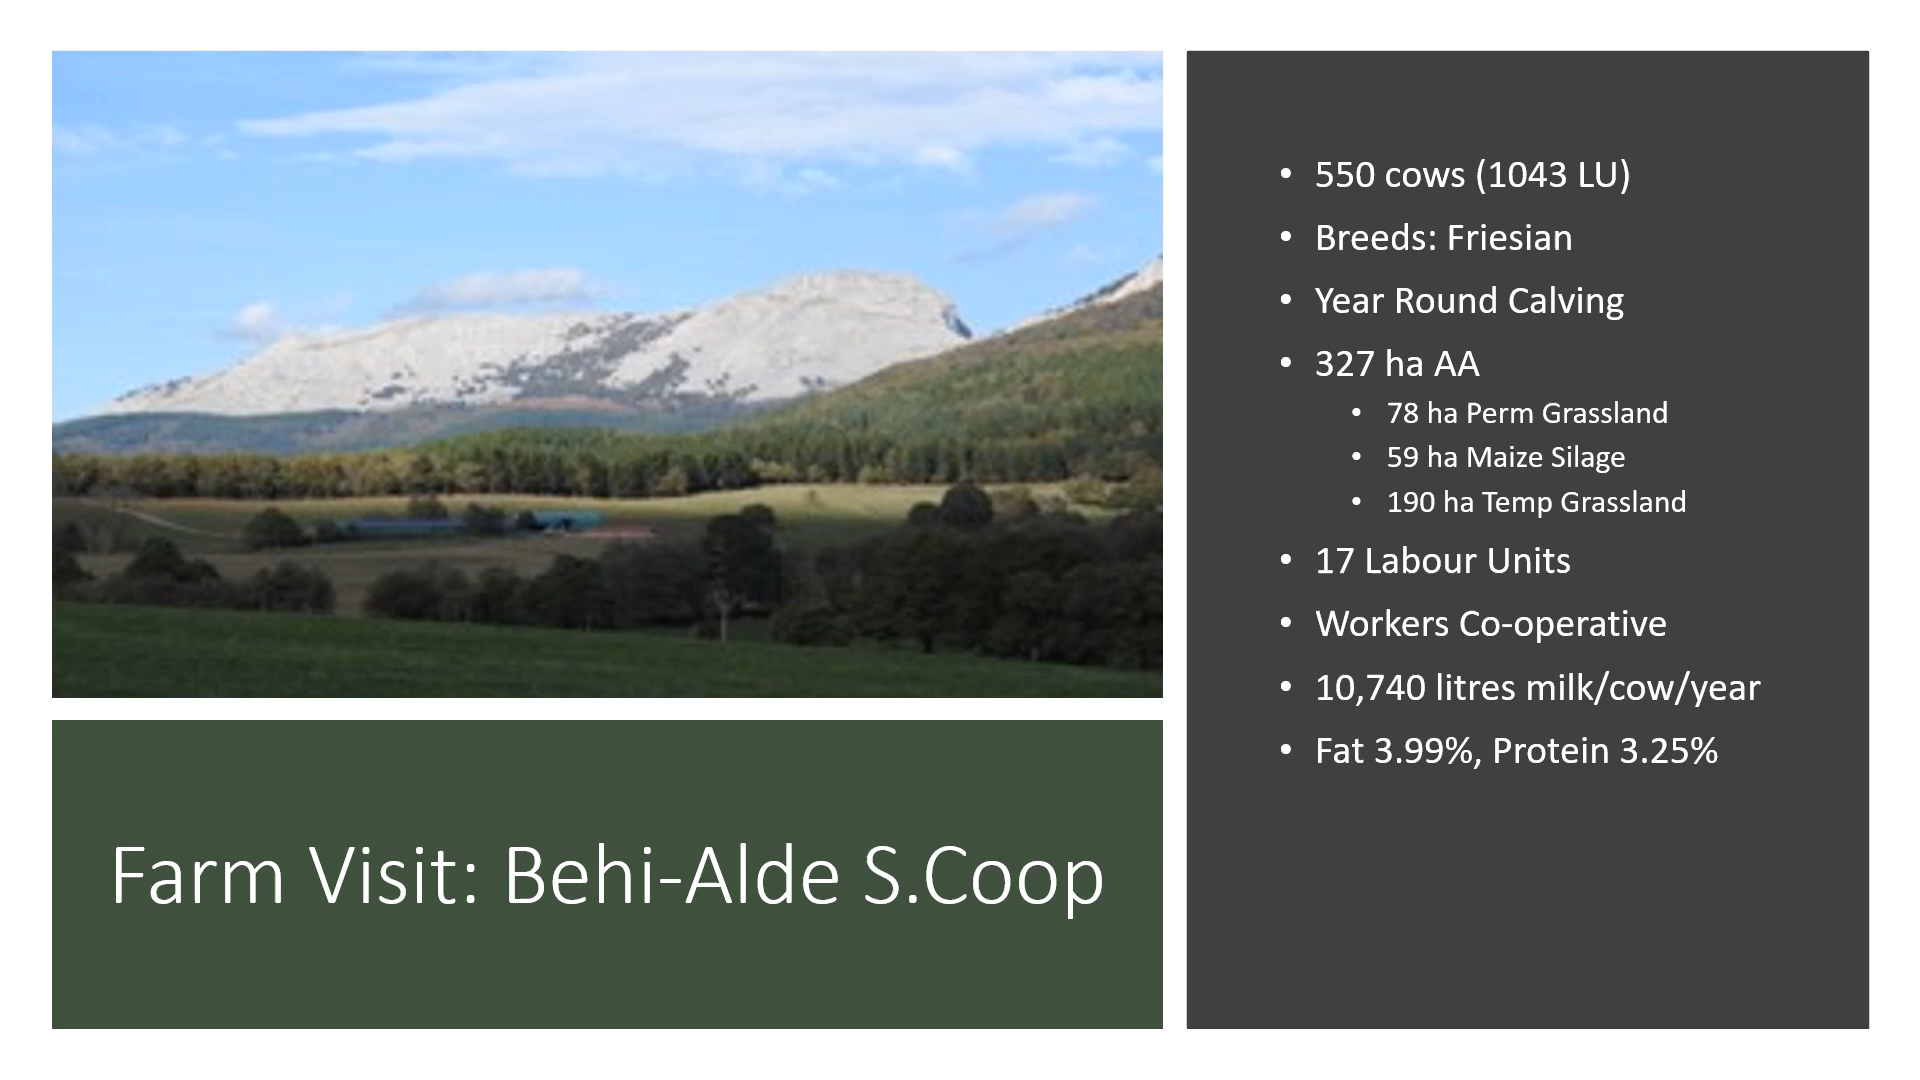 Farm Visit: Behi-Alde S.Coop
• 550 cows (1043 LU)
• Breeds: Friesian
• Year Round Calving
• 327 ha AA
• 78 ha Perm Grassland
• 59 ha Maize Silage
• 190 ha Temp Grassland
• 17 Labour Units
• Workers Co-operative
• 10,740 litres milk/cow/year
• Fat 3.99%, Protein 3.25%